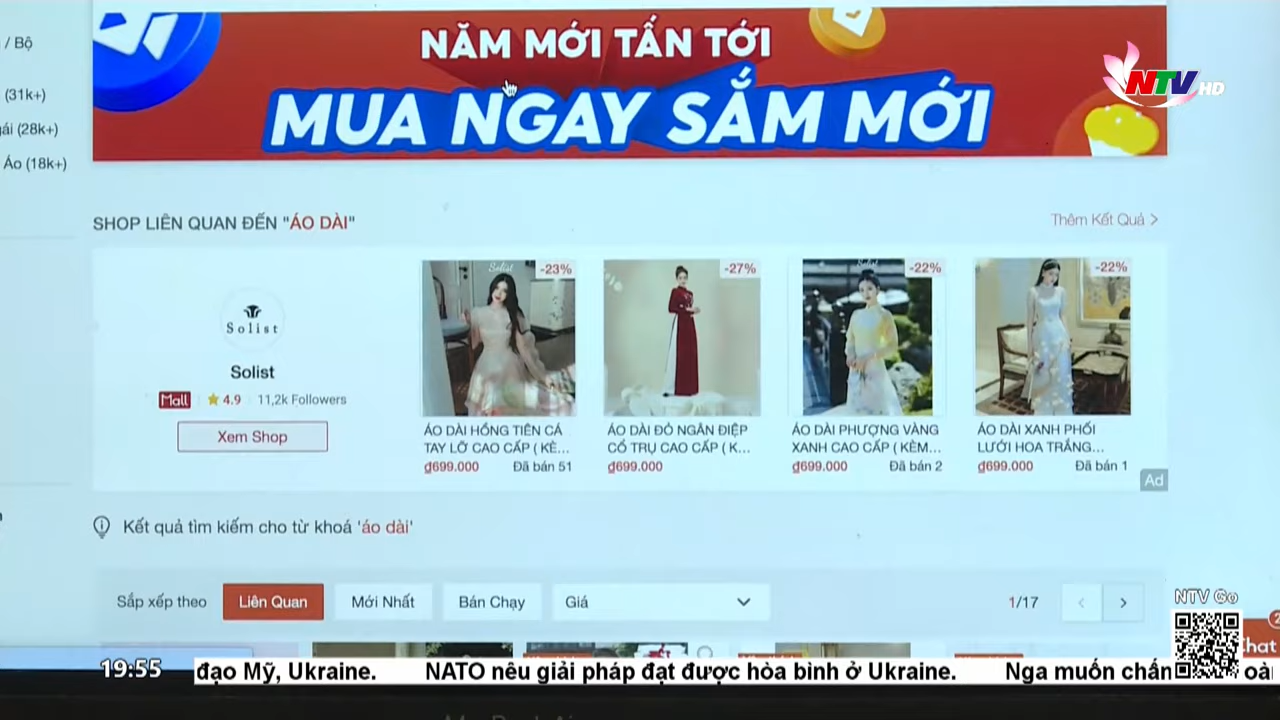 NĂM MỚI TẤN TỚI
MUA NGAY SẮM MỚI
NTV HD
/ Bộ
(31k+)
gái (28k+)
Áo (18k+)
SHOP LIÊN QUAN ĐẾN "ÁO DÀI"
Thêm Kết Quả >
Solist
Solist
Mall
4.9
11,2k Followers
Xem Shop
Solist
-23%
-27%
Solist
-22%
-22%
ÁO DÀI HỒNG TIÊN CÁ
TAY LỠ CAO CẤP ( KÈ...
₫699.000
Đã bán 51
ÁO DÀI ĐỎ NGÂN ĐIỆP
CỔ TRỤ CAO CẤP ( K...
₫699.000
ÁO DÀI PHƯỢNG VÀNG
XANH CAO CẤP ( KÈM...
₫699.000
Đã bán 2
ÁO DÀI XANH PHỐI
LƯỚI HOA TRẮNG...
₫699.000
Đã bán 1
Ad
Kết quả tìm kiếm cho từ khoá 'áo dài'
Sắp xếp theo
Liên Quan
Mới Nhất
Bán Chạy
Giá
1/17
NTV Go
Chat
2
19:55
đạo Mỹ, Ukraine. NATO nêu giải pháp đạt được hòa bình ở Ukraine. Nga muốn chấn